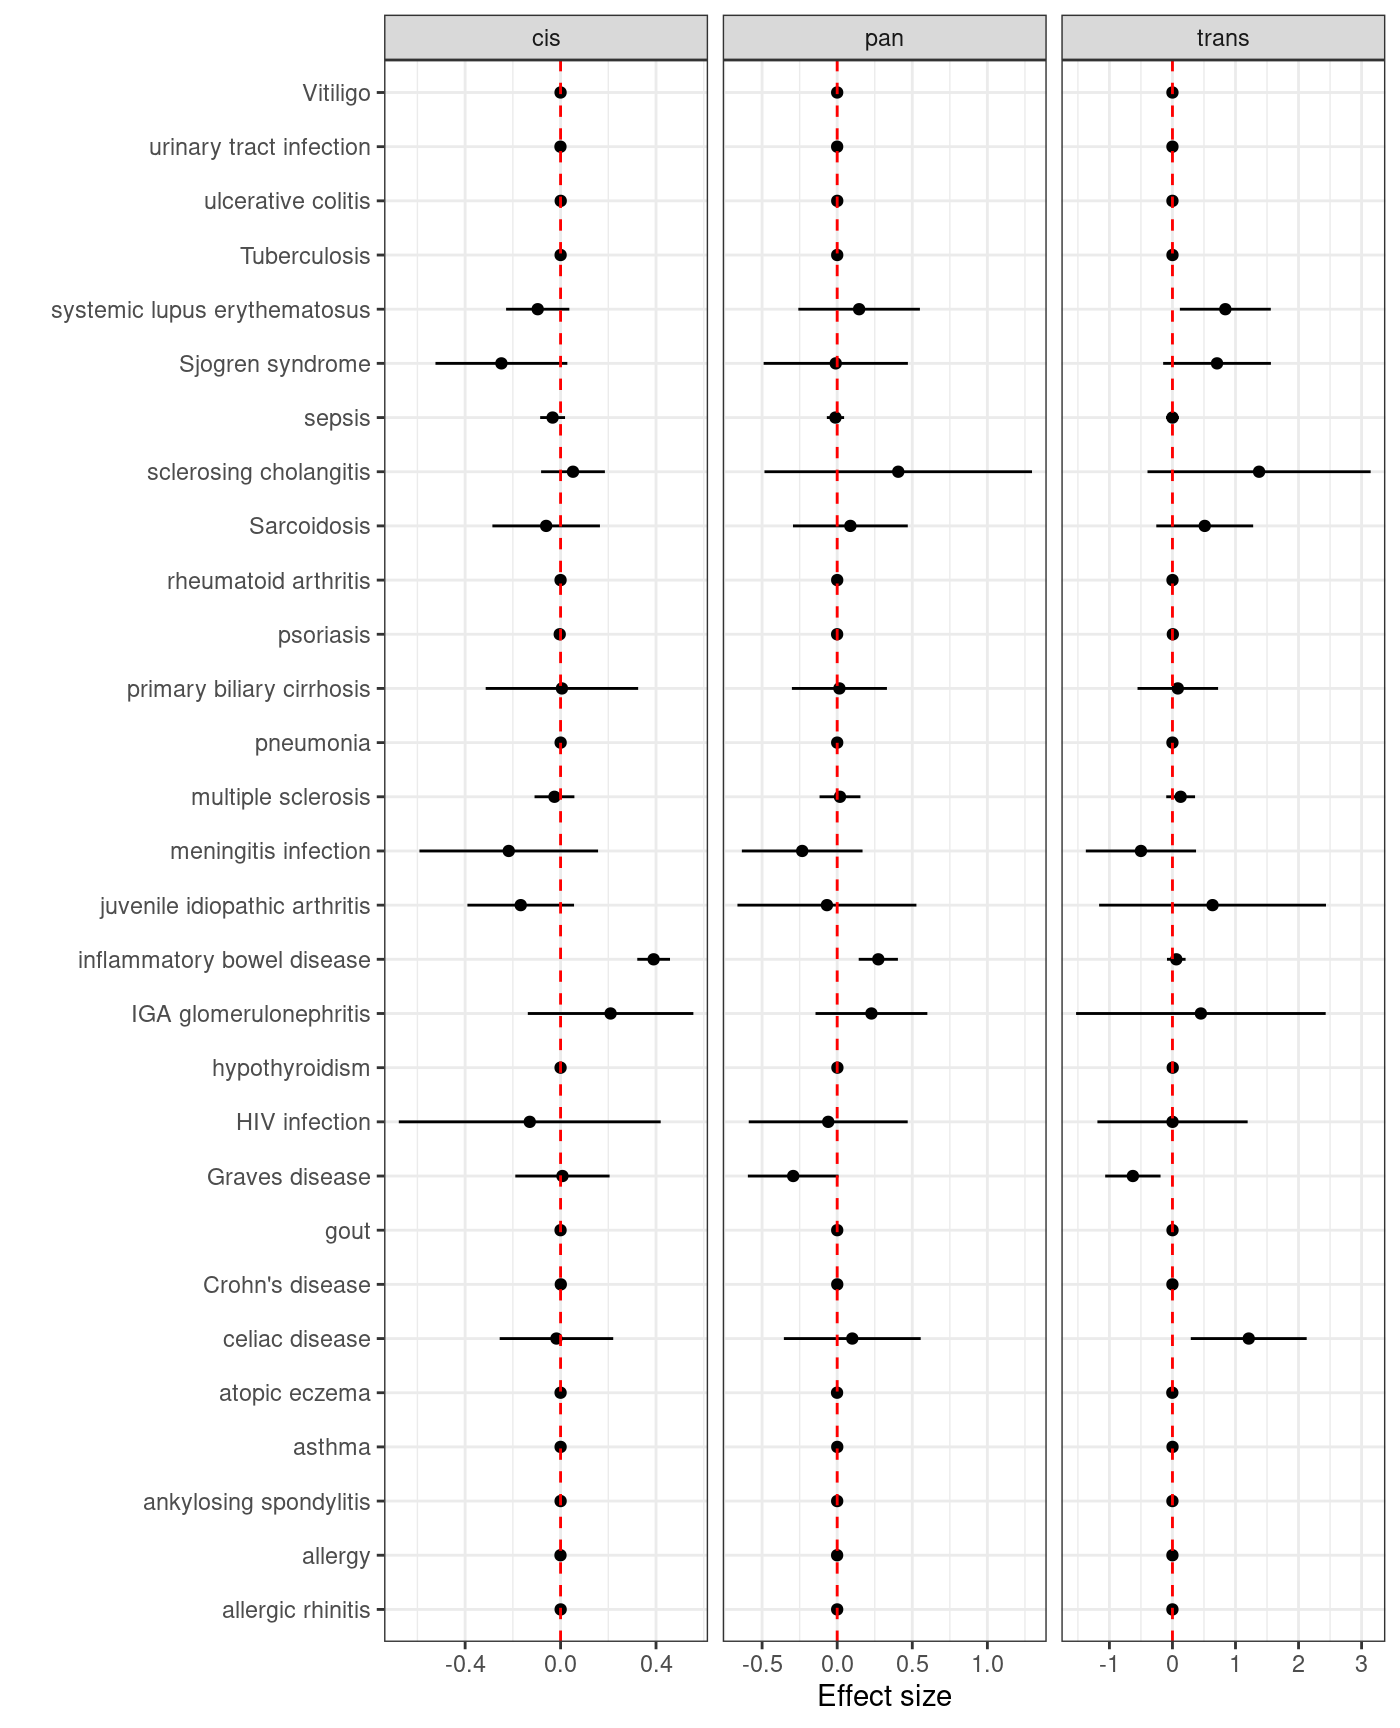 cis pan trans
Vitiligo
urinary tract infection
ulcerative colitis
Tuberculosis
systemic lupus erythematosus
Sjogren syndrome
sepsis
sclerosing cholangitis
Sarcoidosis
rheumatoid arthritis
psoriasis
primary biliary cirrhosis
pneumonia
multiple sclerosis
meningitis infection
juvenile idiopathic arthritis
inflammatory bowel disease
IGA glomerulonephritis
hypothyroidism
HIV infection
Graves disease
gout
Crohn's disease
celiac disease
atopic eczema
asthma
ankylosing spondylitis
allergy
allergic rhinitis
-0.4 0.0 0.4 -0.5 0.0 0.5 1.0 -1 0 1 2 3
Effect size